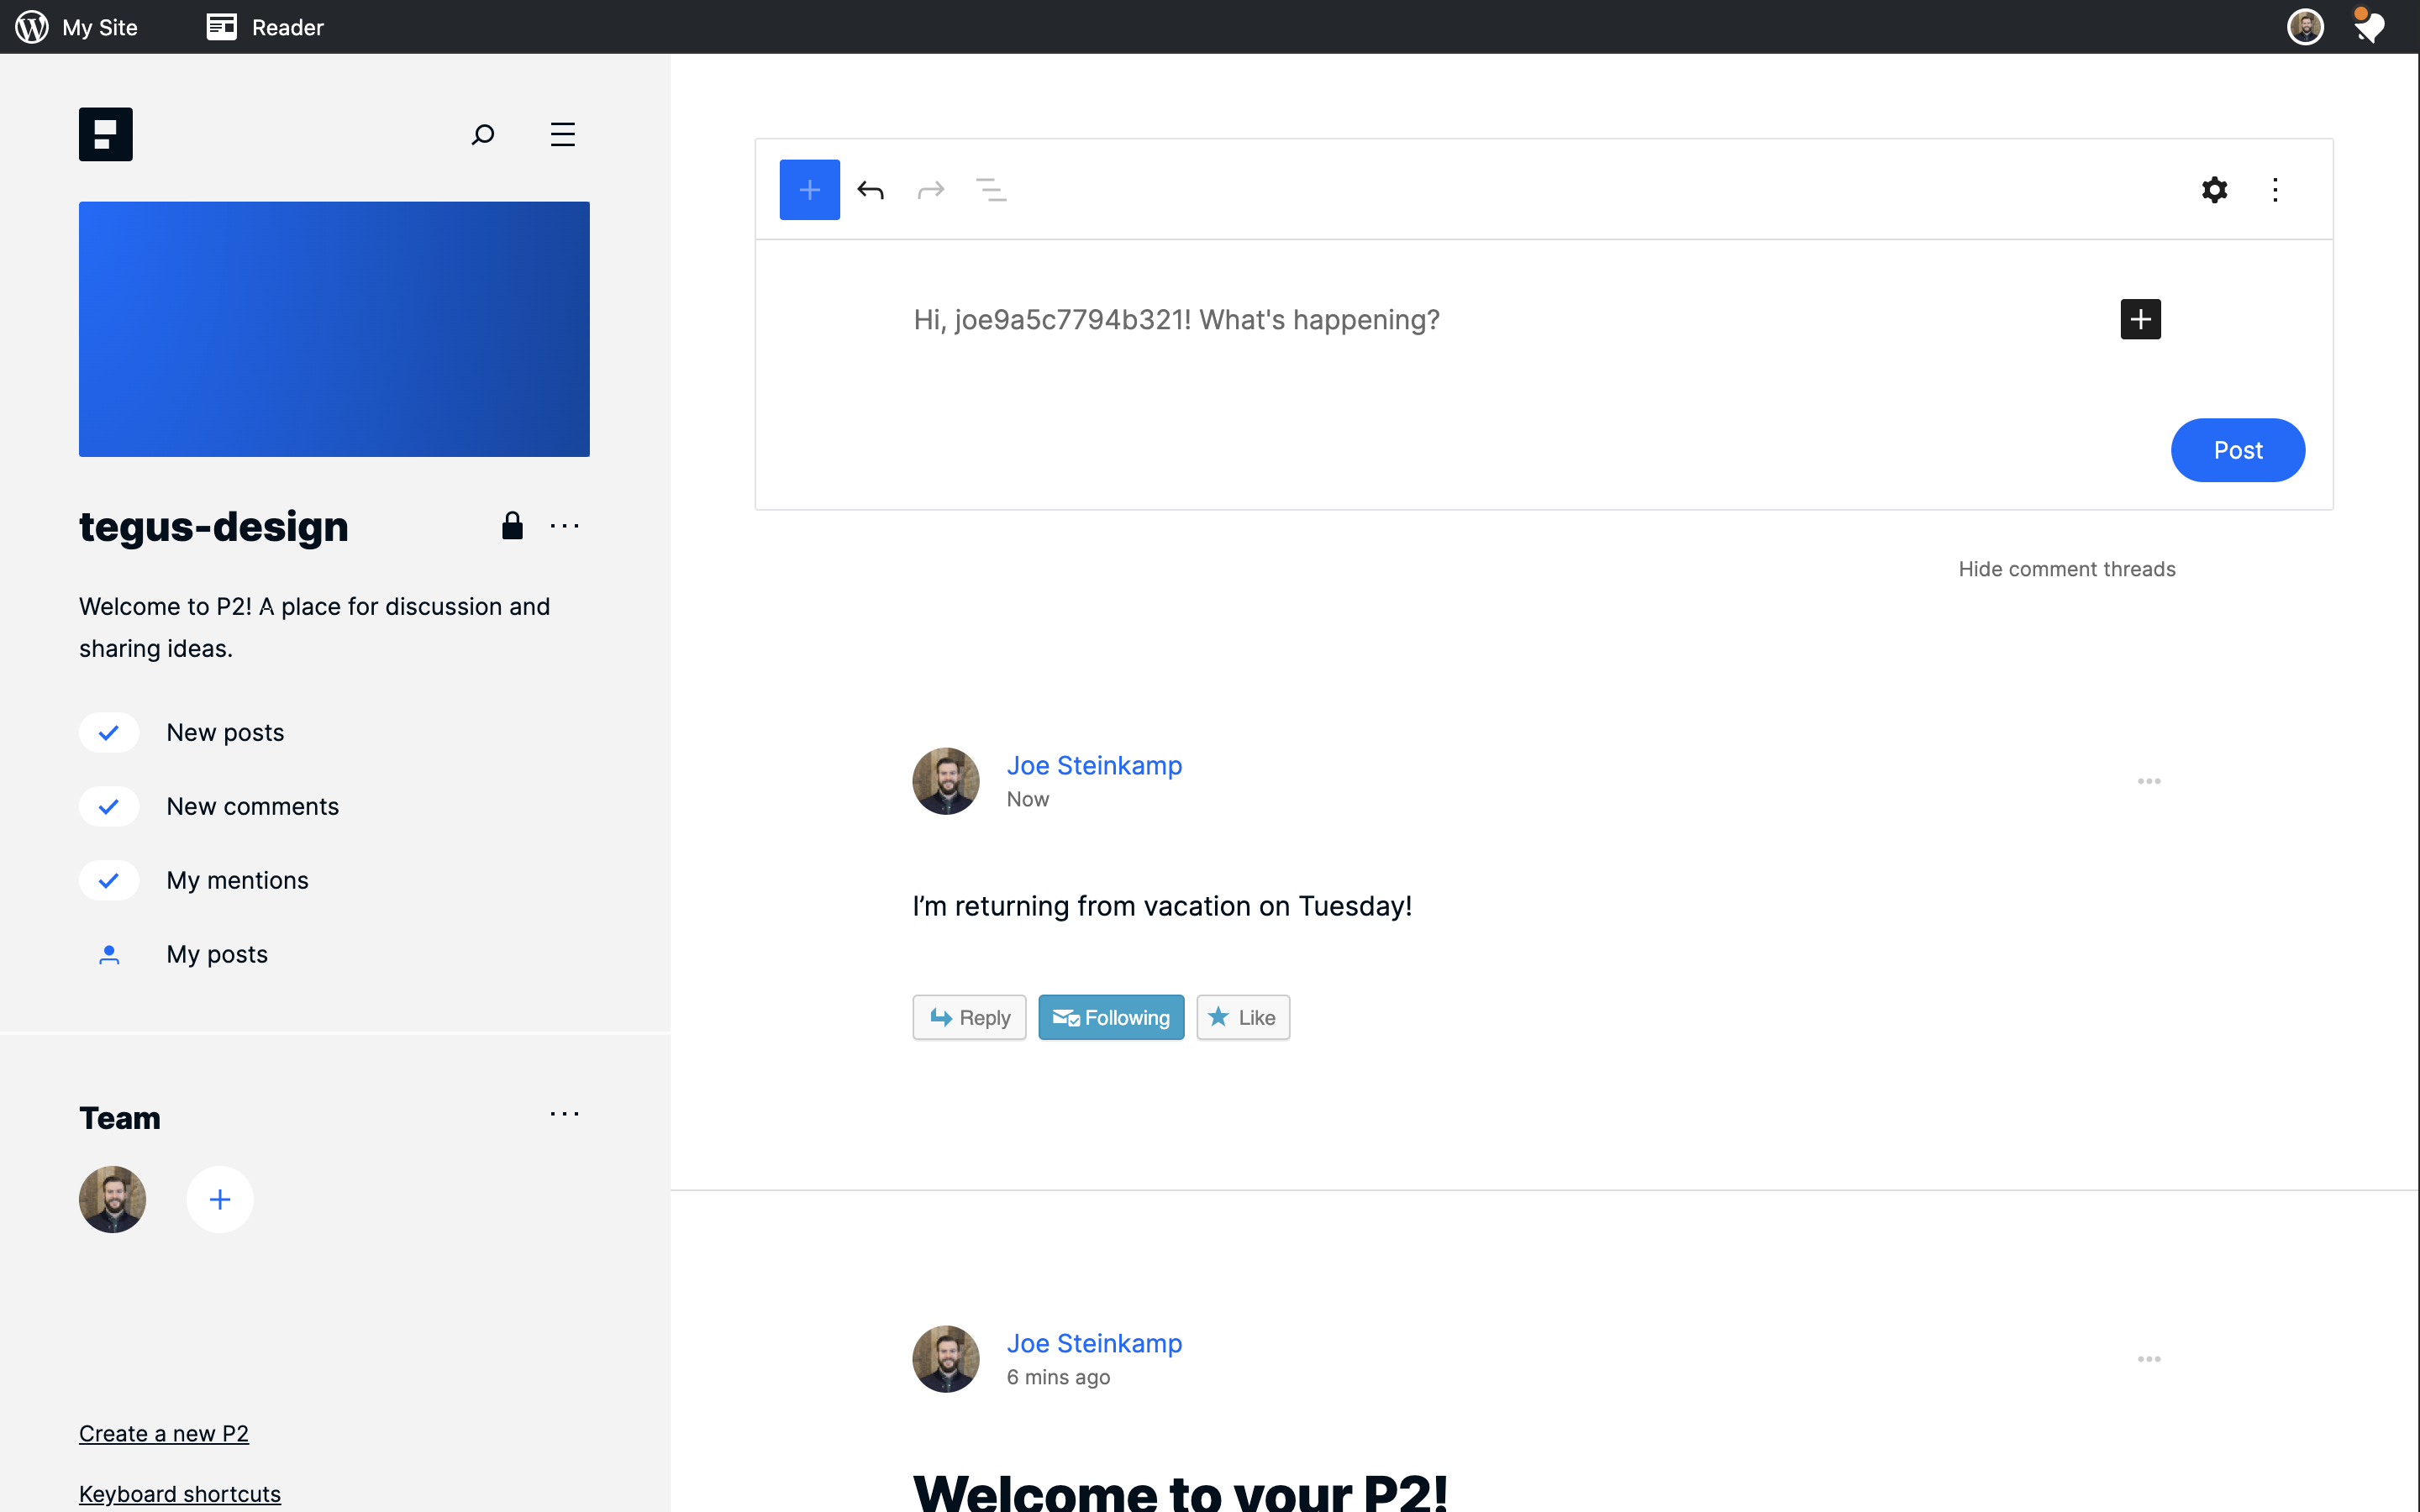 My Site
Reader
Hi, joe9a5c7794b321! What's happening?
Post
tegus-design
Welcome to P2! A place for discussion and
sharing ideas.
New posts
New comments
My mentions
My posts
Team
Create a new P2
Keyboard shortcuts
Hide comment threads
Joe Steinkamp
Now
I’m returning from vacation on Tuesday!
Reply
Following
Like
Joe Steinkamp
6 mins ago
Welcome to your P2!